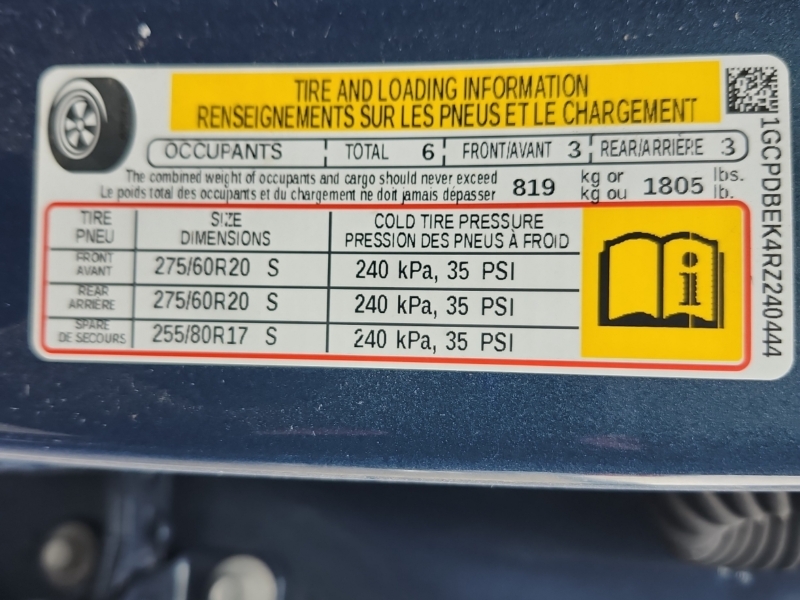 TIRE AND LOADING INFORMATION
RENSEIGNEMENTS SUR LES PNEUS ET LE CHARGEMENT
OCCUPANTS TOTAL 6 FRONT/AVANT 3 REAR/ARRIÈRE 3
The combined weight of occupants and cargo should never exceed 819 kg or 1805 lbs.
Le poids total des occupants et du chargement ne doit jamais dépasser kg ou lb.
TIRE SIZE COLD TIRE PRESSURE
PNEU DIMENSIONS PRESSION DES PNEUS À FROID
FRONT
AVANT 275/60R20 S 240 kPa, 35 PSI
REAR
ARRIÈRE 275/60R20 S 240 kPa, 35 PSI
SPARE
DE SECOURS 255/80R17 S 240 kPa, 35 PSI
1GCPDBEK4RZ240444